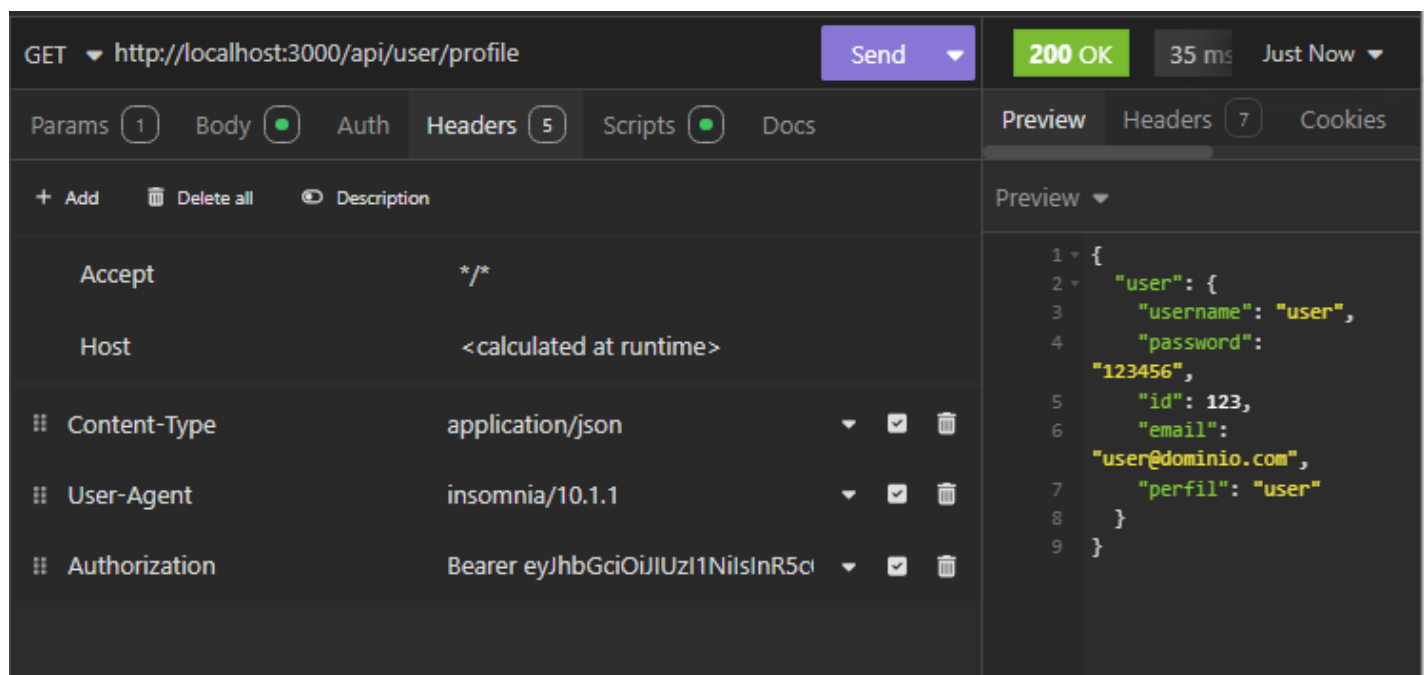 GET http://localhost:3000/api/user/profile Send
Params 1 Body Auth Headers 5 Scripts Docs
+ Add Delete all Description
Accept */*
Host <calculated at runtime>
Content-Type application/json
User-Agent insomnia/10.1.1
Authorization Bearer eyJhbGciOiJIUzI1NiIsInR5c
200 OK 35 ms Just Now
Preview Headers 7 Cookies
Preview
1 {
2 "user": {
3 "username": "user",
4 "password":
"123456",
5 "id": 123,
6 "email":
"user@dominio.com",
7 "perfil": "user"
8 }
9 }